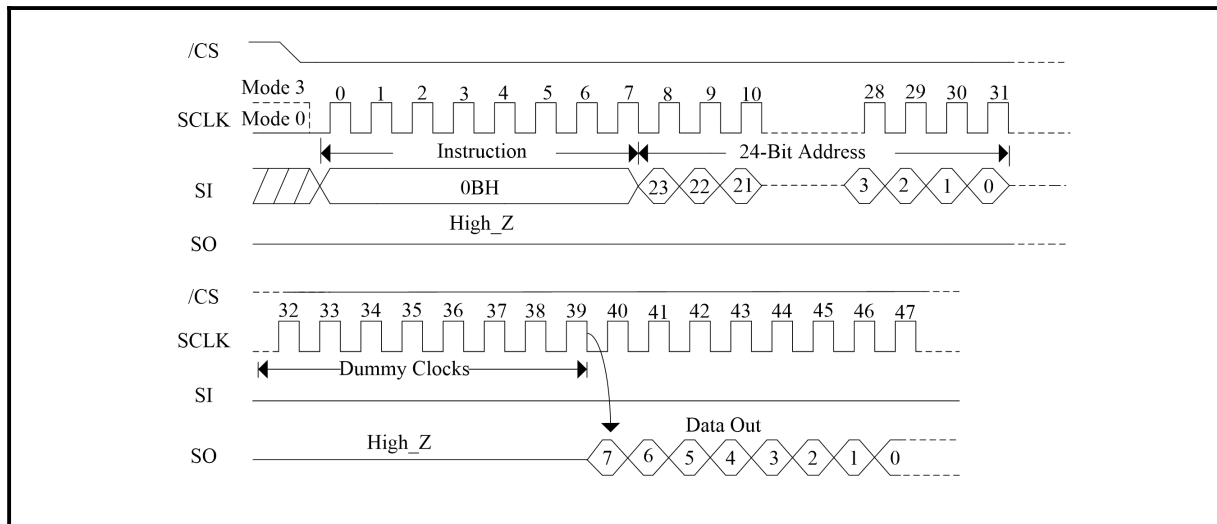 /CS
Mode 3
0 1 2 3 4 5 6 7 8 9 10 28 29 30 31
SCLK Mode 0
Instruction 24-Bit Address
SI 0BH 23 22 21 3 2 1 0
High_Z
SO
/CS
32 33 34 35 36 37 38 39 40 41 42 43 44 45 46 47
SCLK
Dummy Clocks
SI
High_Z Data Out
SO 7 6 5 4 3 2 1 0